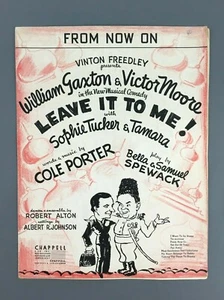 FROM NOW ON
VINTON FREEDLEY
presents
William Gaxton & Victor Moore
in the New Musical Comedy
LEAVE IT TO ME!
with
Sophie Tucker & Tamara
words & music by
COLE PORTER
play by
Bella & Samuel
SPEWACK
dances & ensembles by
ROBERT ALTON
settings by
ALBERT R. JOHNSON
CHAPPELL